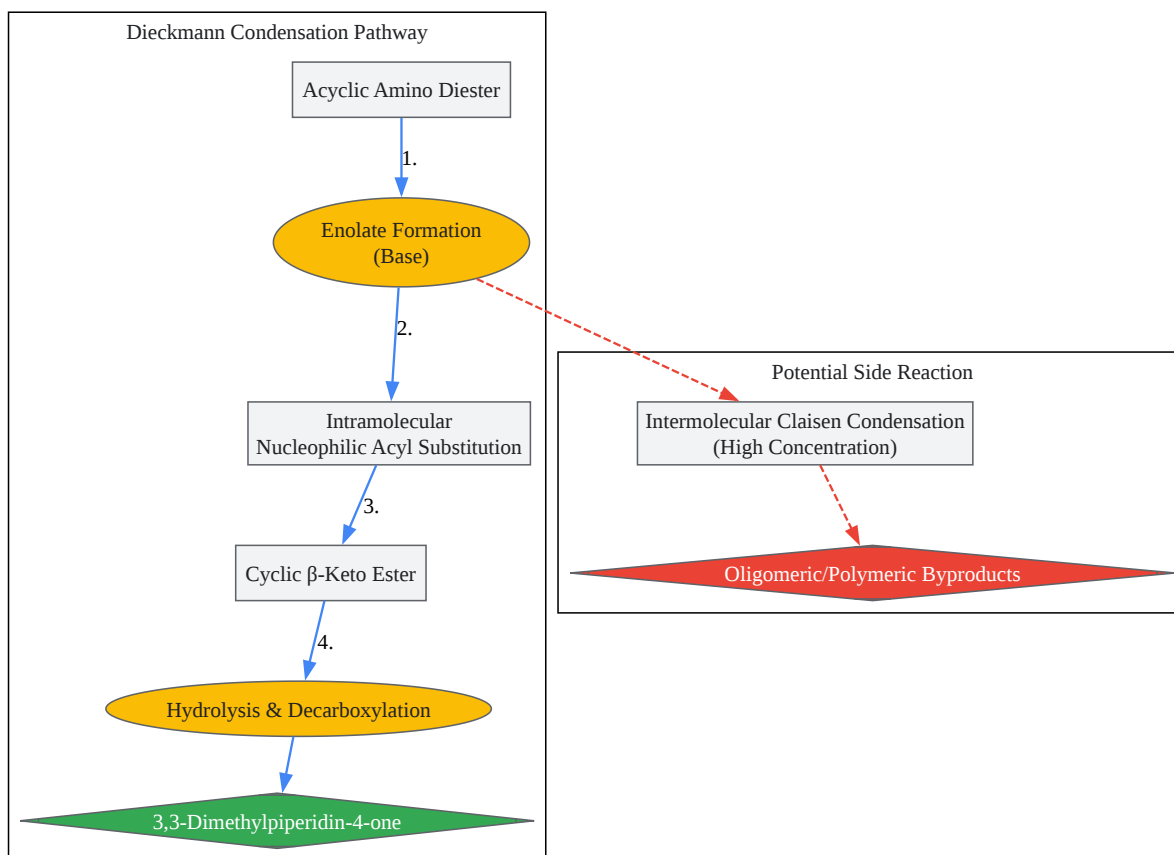 Dieckmann Condensation Pathway
Acyclic Amino Diester
1.
Enolate Formation
(Base)
2.
Intramolecular
Nucleophilic Acyl Substitution
3.
Cyclic β-Keto Ester
4.
Hydrolysis & Decarboxylation
3,3-Dimethylpiperidin-4-one
Potential Side Reaction
Intermolecular Claisen Condensation
(High Concentration)
Oligomeric/Polymeric Byproducts